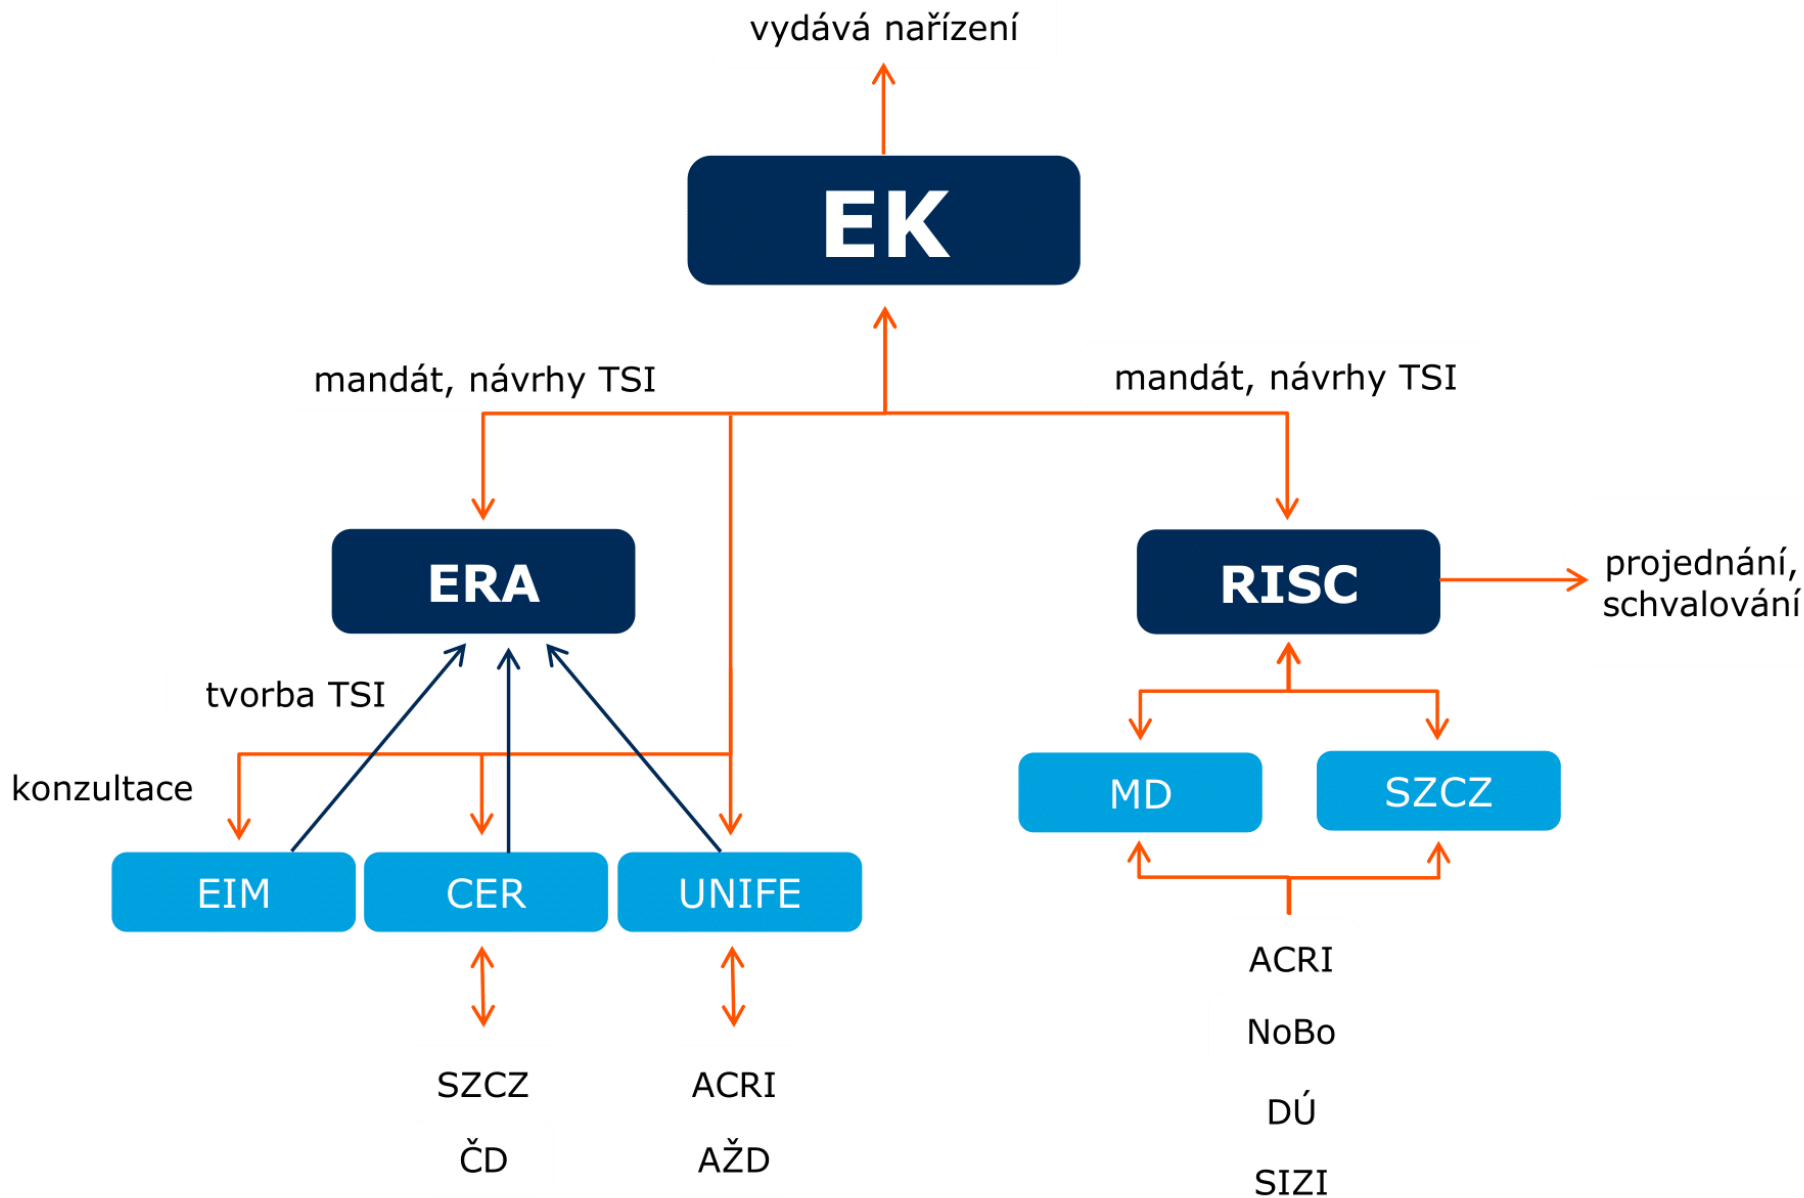 vydává nařízení
EK
mandát, návrhy TSI
mandát, návrhy TSI
ERA
RISC
projednání,
schvalování
tvorba TSI
konzultace
MD
SZCZ
EIM
CER
UNIFE
SZCZ
ČD
ACRI
AŽD
ACRI
NoBo
DÚ
SIZI